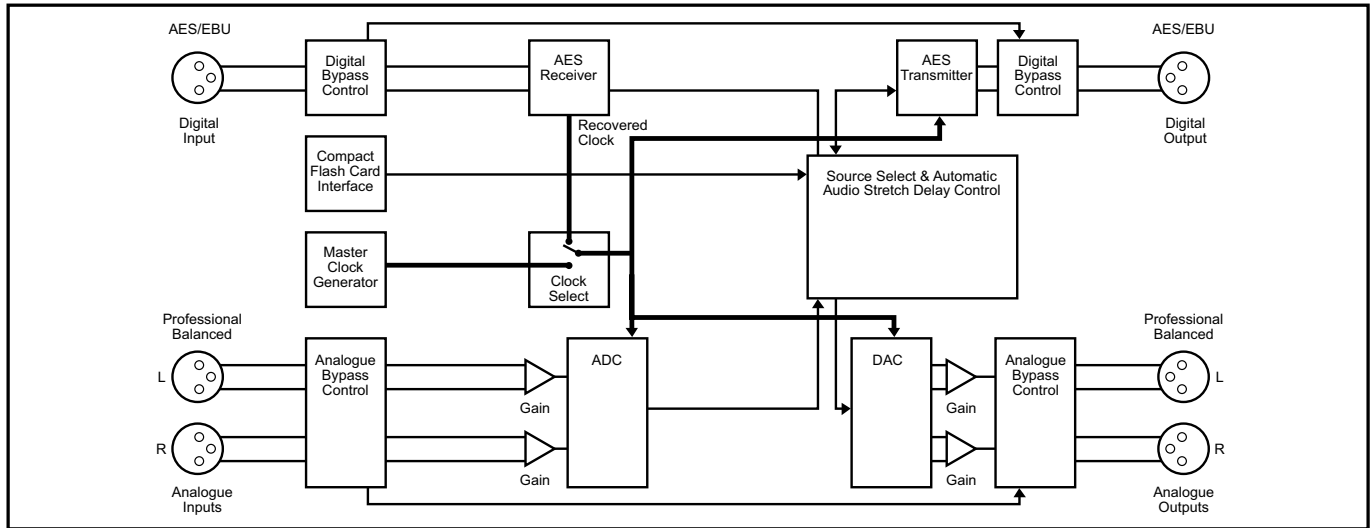 AES/EBU
Digital
Input
Digital
Bypass
Control
AES
Receiver
Recovered
Clock
AES
Transmitter
Digital
Bypass
Control
AES/EBU
Digital
Output
Compact
Flash Card
Interface
Source Select & Automatic
Audio Stretch Delay Control
Master
Clock
Generator
Clock
Select
Professional
Balanced
L
R
Analogue
Inputs
Analogue
Bypass
Control
Gain
Gain
ADC
DAC
Gain
Gain
Analogue
Bypass
Control
Professional
Balanced
L
R
Analogue
Outputs